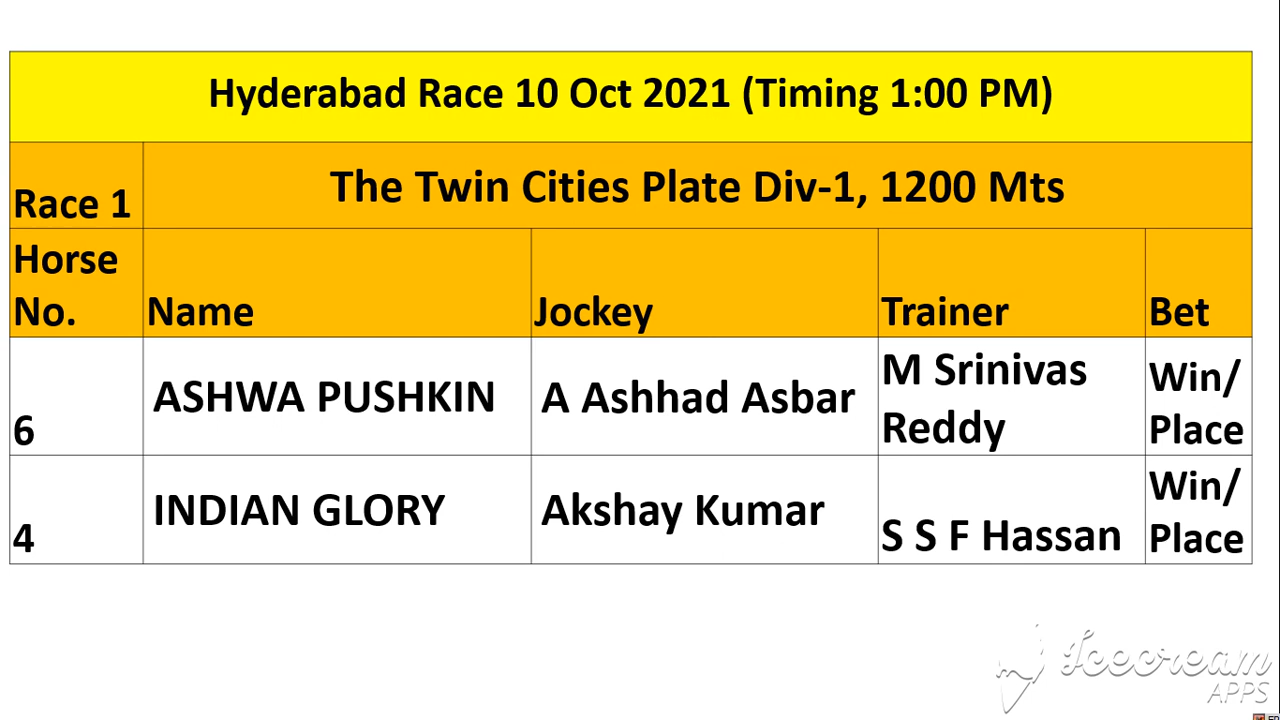 Hyderabad Race 10 Oct 2021 (Timing 1:00 PM)
Race 1
The Twin Cities Plate Div-1, 1200 Mts
Horse No.
Name
Jockey
Trainer
Bet
6
ASHWA PUSHKIN
A Ashhad Asbar
M Srinivas
Reddy
Win/
Place
4
INDIAN GLORY
Akshay Kumar
S S F Hassan
Win/
Place
Icecream
APPS